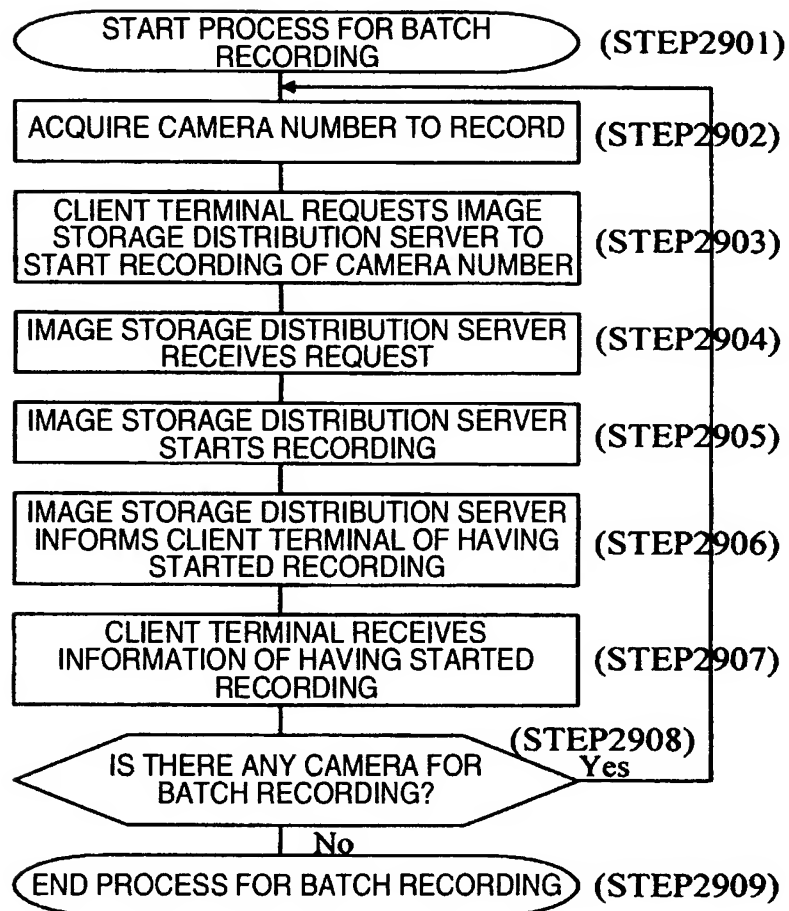 START PROCESS FOR BATCH
RECORDING
(STEP2901)
ACQUIRE CAMERA NUMBER TO RECORD
(STEP2902)
CLIENT TERMINAL REQUESTS IMAGE
STORAGE DISTRIBUTION SERVER TO
START RECORDING OF CAMERA NUMBER
(STEP2903)
IMAGE STORAGE DISTRIBUTION SERVER
RECEIVES REQUEST
(STEP2904)
IMAGE STORAGE DISTRIBUTION SERVER
STARTS RECORDING
(STEP2905)
IMAGE STORAGE DISTRIBUTION SERVER
INFORMS CLIENT TERMINAL OF HAVING
STARTED RECORDING
(STEP2906)
CLIENT TERMINAL RECEIVES
INFORMATION OF HAVING STARTED
RECORDING
(STEP2907)
(STEP2908)
IS THERE ANY CAMERA FOR
BATCH RECORDING?
Yes
No
END PROCESS FOR BATCH RECORDING
(STEP2909)